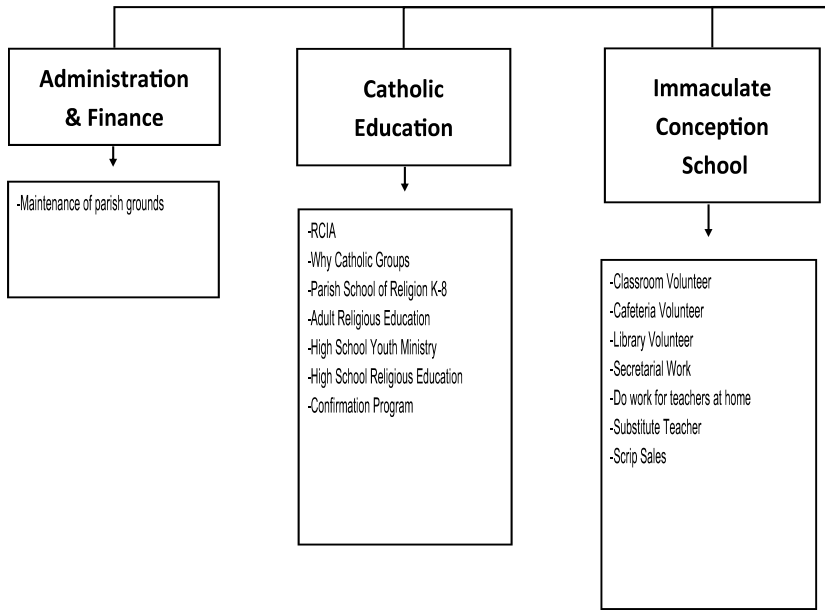 Administration
& Finance
-Maintenance of parish grounds
Catholic
Education
-RCIA
-Why Catholic Groups
-Parish School of Religion K-8
-Adult Religious Education
-High School Youth Ministry
-High School Religious Education
-Confirmation Program
Immaculate
Conception
School
-Classroom Volunteer
-Cafeteria Volunteer
-Library Volunteer
-Secretarial Work
-Do work for teachers at home
-Substitute Teacher
-Scrip Sales